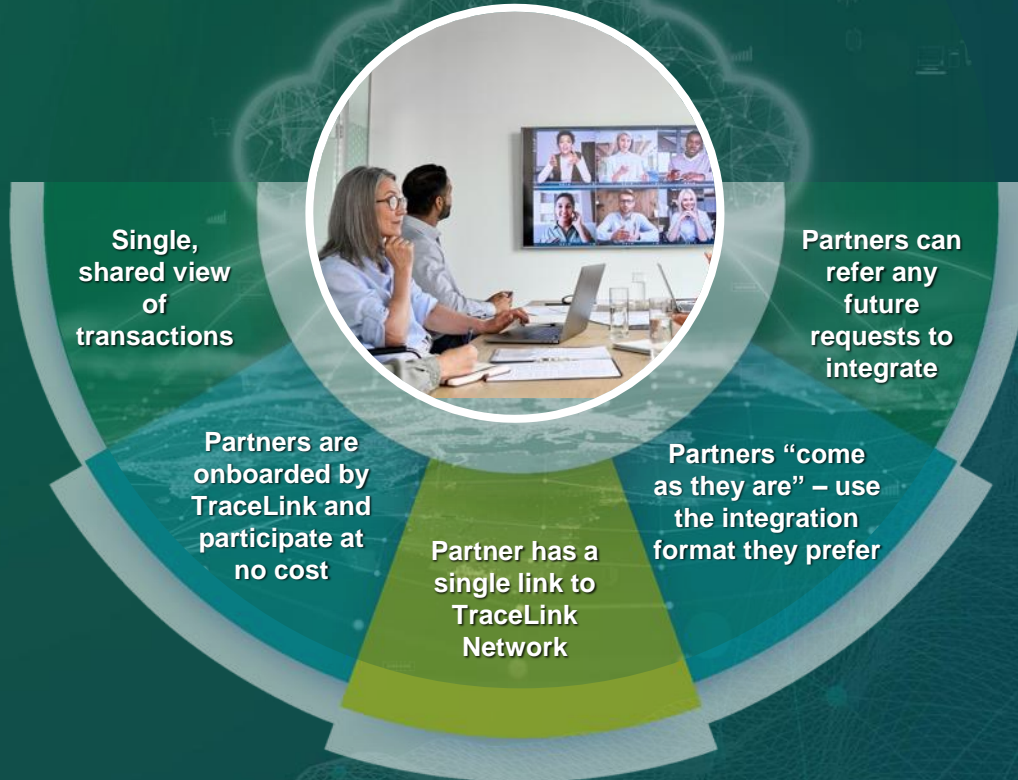 Single,
shared view
of
transactions
Partners are
onboarded by
TraceLink and
participate at
no cost
Partner has a
single link to
TraceLink
Network
Partners “come
as they are” – use
the integration
format they prefer
Partners can
refer any
future
requests to
integrate